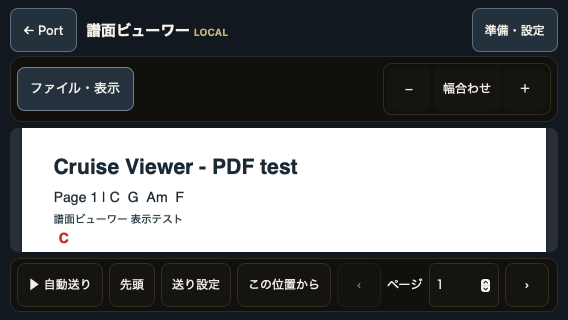 ← Port 譜面ビューワー LOCAL 準備・設定
ファイル・表示 − 幅合わせ +
Cruise Viewer - PDF test
Page 1 | C G Am F
譜面ビューワー 表示テスト
C
▶ 自動送り 先頭 送り設定 この位置から ‹ ページ 1 ›